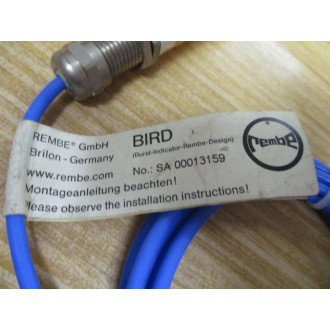 REMBE® GmbH
Brilon - Germany
www.rembe.com
BIRD
(Burst-Indicator-Rembe-Design)
No.: SA 00013159
rembe
Montageanleitung beachten!
Please observe the installation instructions!